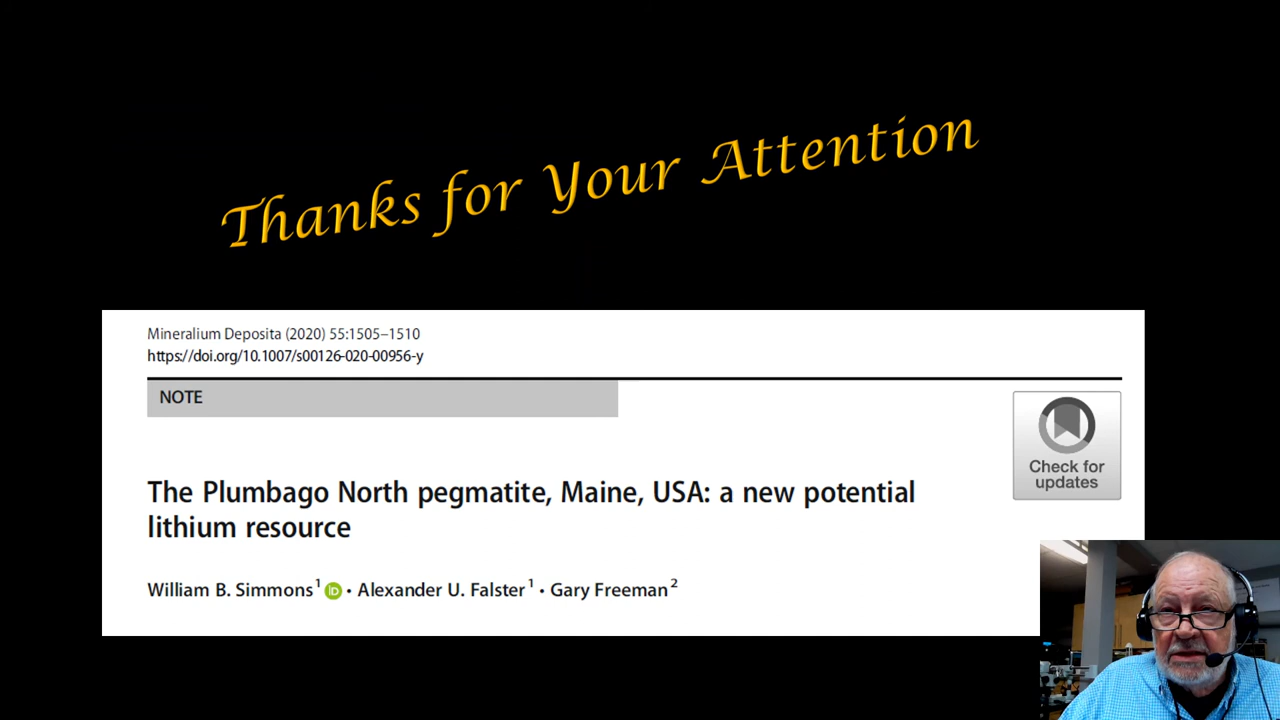 Thanks for Your Attention
Mineralium Deposita (2020) 55:1505–1510
https://doi.org/10.1007/s00126-020-00956-y
NOTE
Check for
updates
The Plumbago North pegmatite, Maine, USA: a new potential
lithium resource
William B. Simmons1 iD • Alexander U. Falster1 • Gary Freeman2